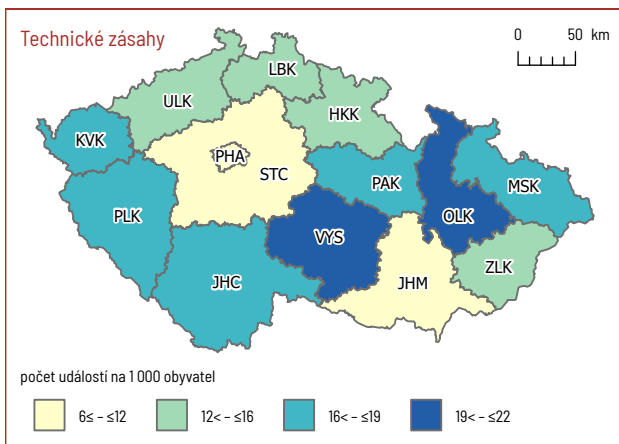 Technické zásahy
0 50 km
LBK
ULK
HKK
KVK
PHA
STC
PAK
MSK
PLK
OLK
VYS
ZLK
JHC
JHM
počet událostí na 1 000 obyvatel
6≤ – ≤12 12< – ≤16 16< – ≤19 19< – ≤22